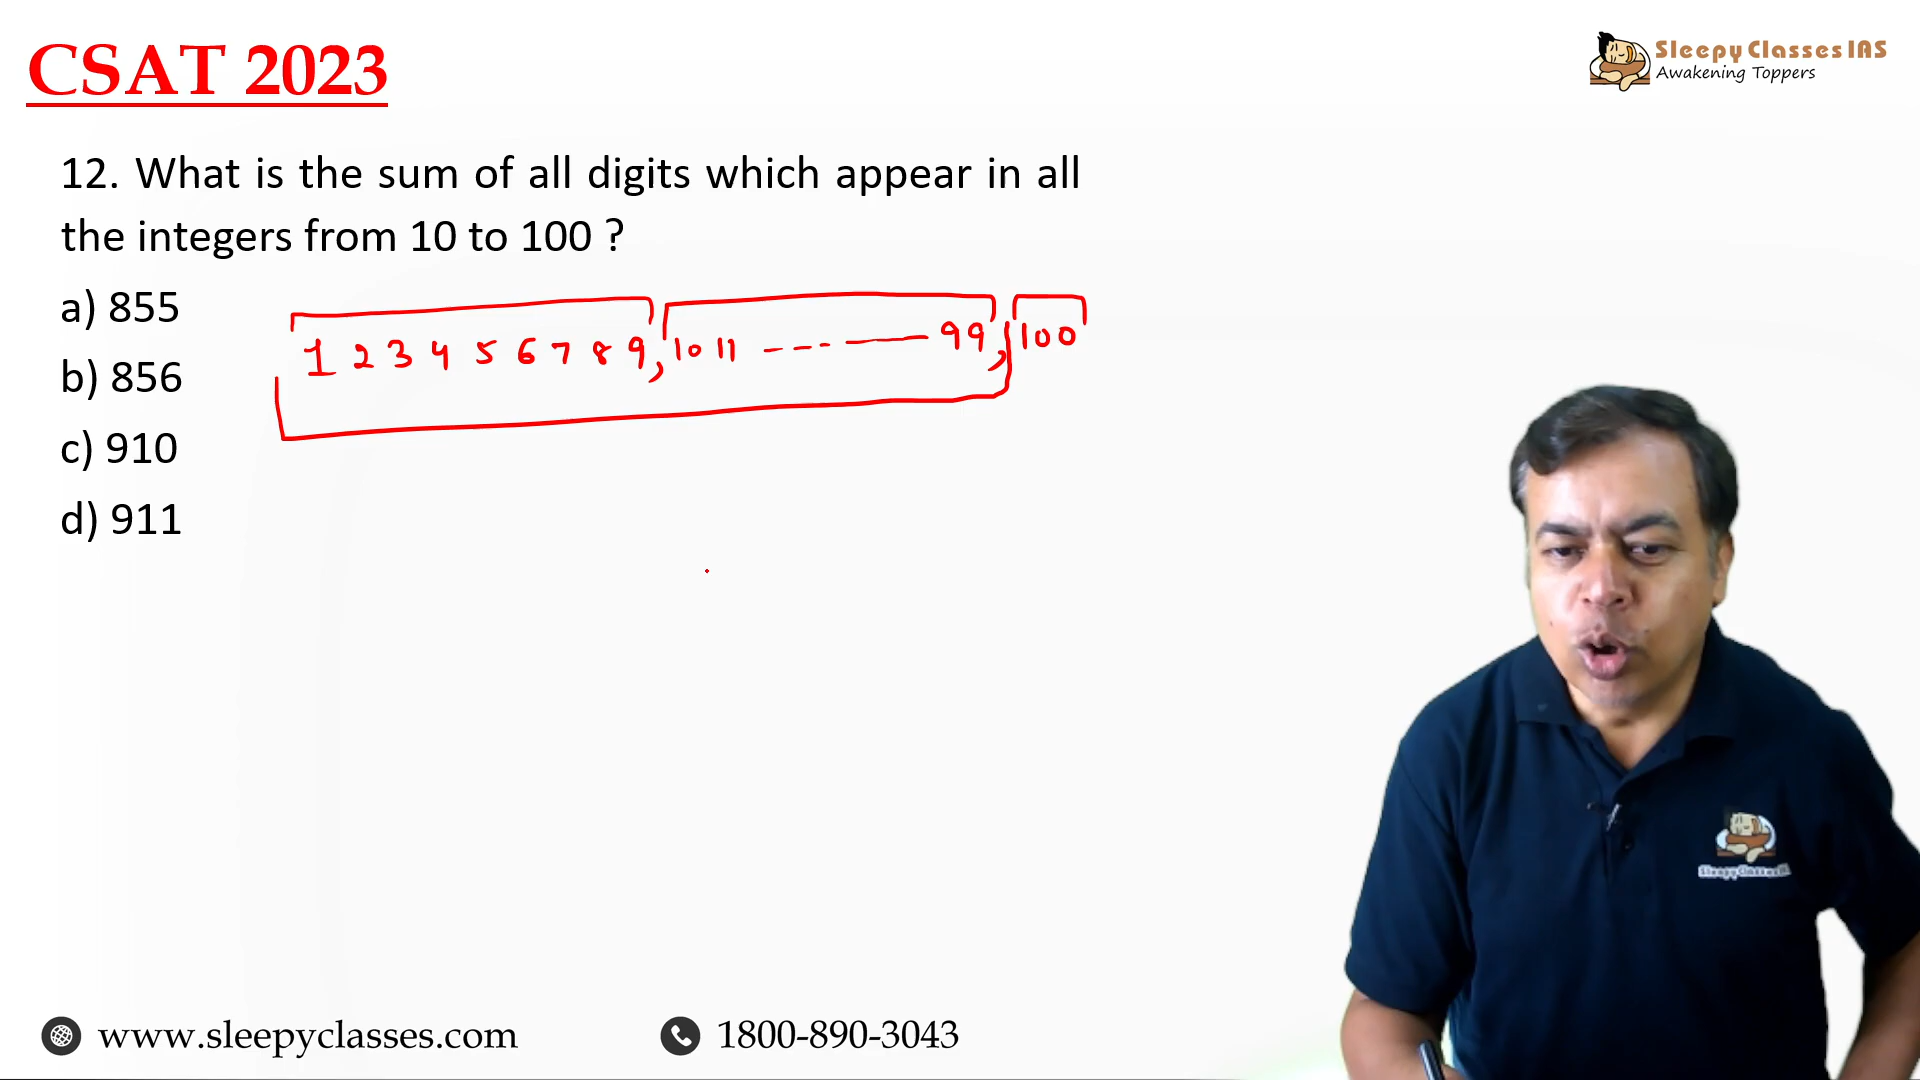 CSAT 2023
Sleepy Classes IAS
Awakening Toppers
12. What is the sum of all digits which appear in all
the integers from 10 to 100 ?
a) 855
b) 856
c) 910
d) 911
1 2 3 4 5 6 7 8 9, 10 11 ---- — 99, 100
www.sleepyclasses.com
1800-890-3043